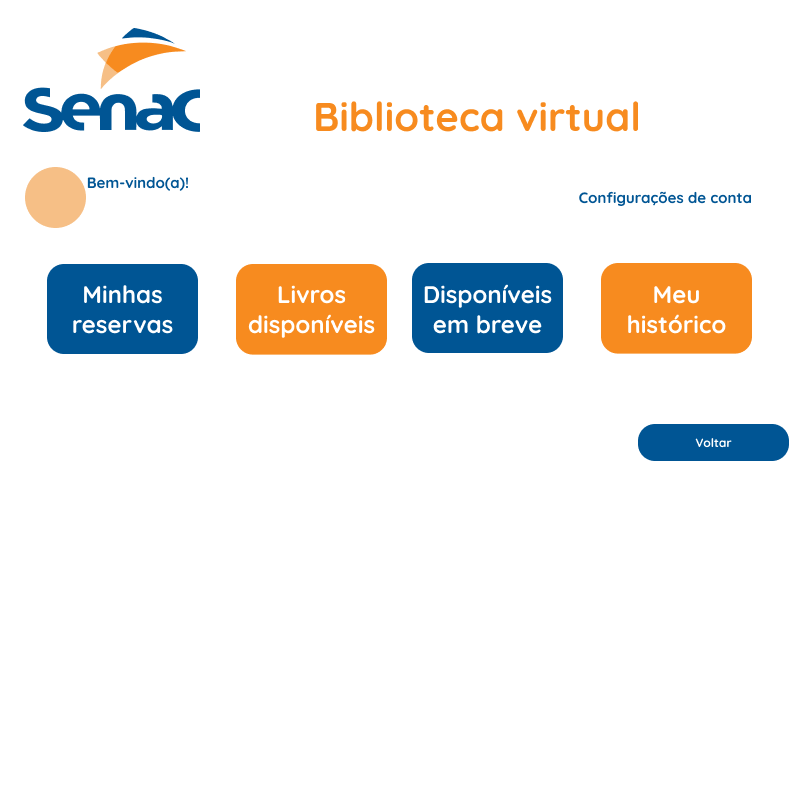 Senac
Biblioteca virtual
Bem-vindo(a)!
Configurações de conta
Minhas
reservas
Livros
disponíveis
Disponíveis
em breve
Meu
histórico
Voltar